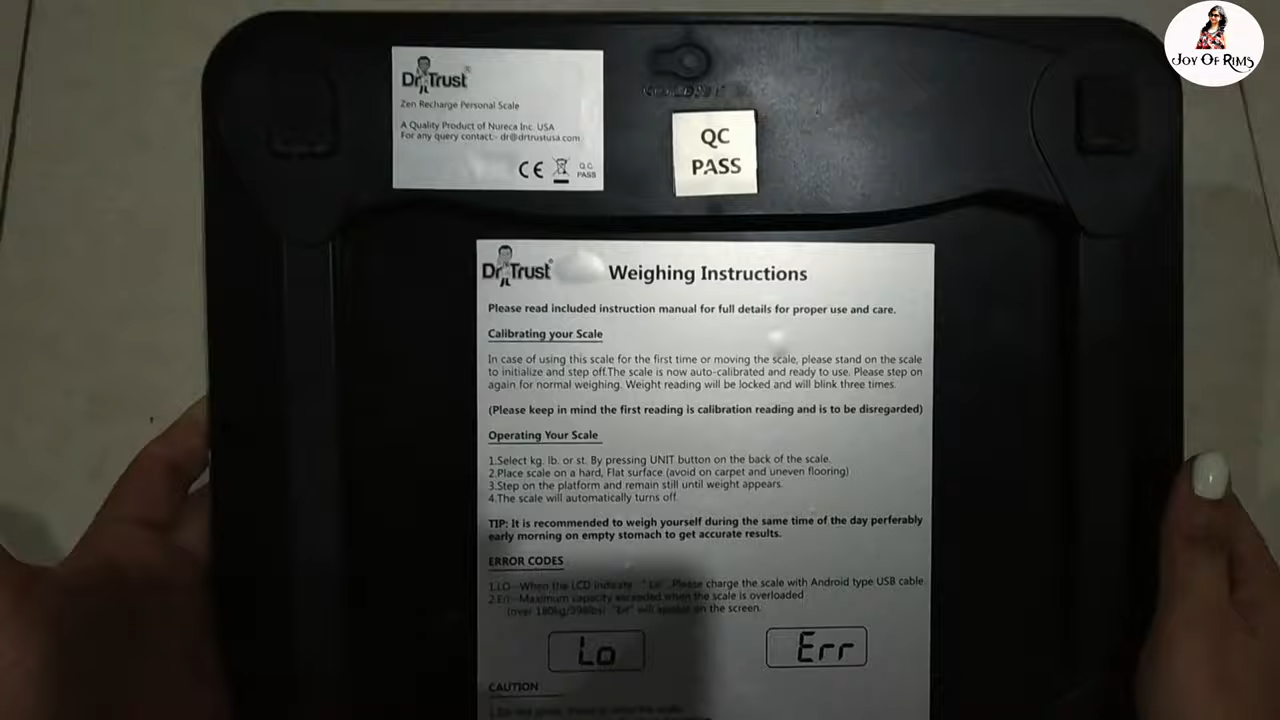 JOY OF RIMS
Dr Trust
Zen Recharge Personal Scale
A Quality Product of Nureca Inc. USA
For any query contact:- dr@drtrustusa.com
CE
Q.C.
PASS
QC
PASS
Dr Trust
Weighing Instructions
Please read included instruction manual for full details for proper use and care.
Calibrating your Scale
In case of using this scale for the first time or moving the scale, please stand on the scale
to initialize and step off.The scale is now auto-calibrated and ready to use. Please step on
again for normal weighing. Weight reading will be locked and will blink three times.
(Please keep in mind the first reading is calibration reading and is to be disregarded)
Operating Your Scale
1.Select kg. lb. or st. By pressing UNIT button on the back of the scale.
2.Place scale on a hard, Flat surface (avoid on carpet and uneven flooring)
3.Step on the platform and remain still until weight appears.
4.The scale will automatically turns off.
TIP: It is recommended to weigh yourself during the same time of the day perferably
early morning on empty stomach to get accurate results.
ERROR CODES
1.LO--When the LCD indicate "Lo" .Please charge the scale with Android type USB cable
2.Err--Maximum capacity exceeded when the scale is overloaded
(over 180kg/396lbs) "Err" will appear on the screen.
Lo
Err
CAUTION